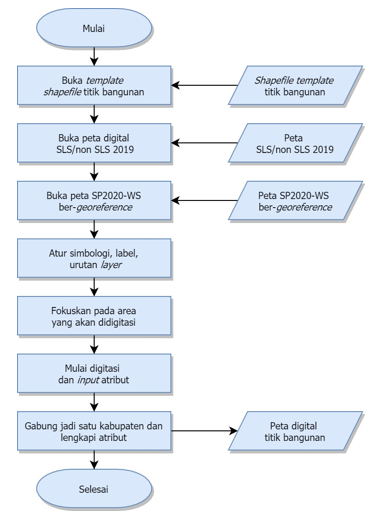 Mulai
Buka template
shapefile titik bangunan
Shapefile template
titik bangunan
Buka peta digital
SLS/non SLS 2019
Peta
SLS/non SLS 2019
Buka peta SP2020-WS
ber-georeference
Peta SP2020-WS
ber-georeference
Atur simbologi, label,
urutan layer
Fokuskan pada area
yang akan didigitasi
Mulai digitasi
dan input atribut
Gabung jadi satu kabupaten dan
lengkapi atribut
Peta digital
titik bangunan
Selesai